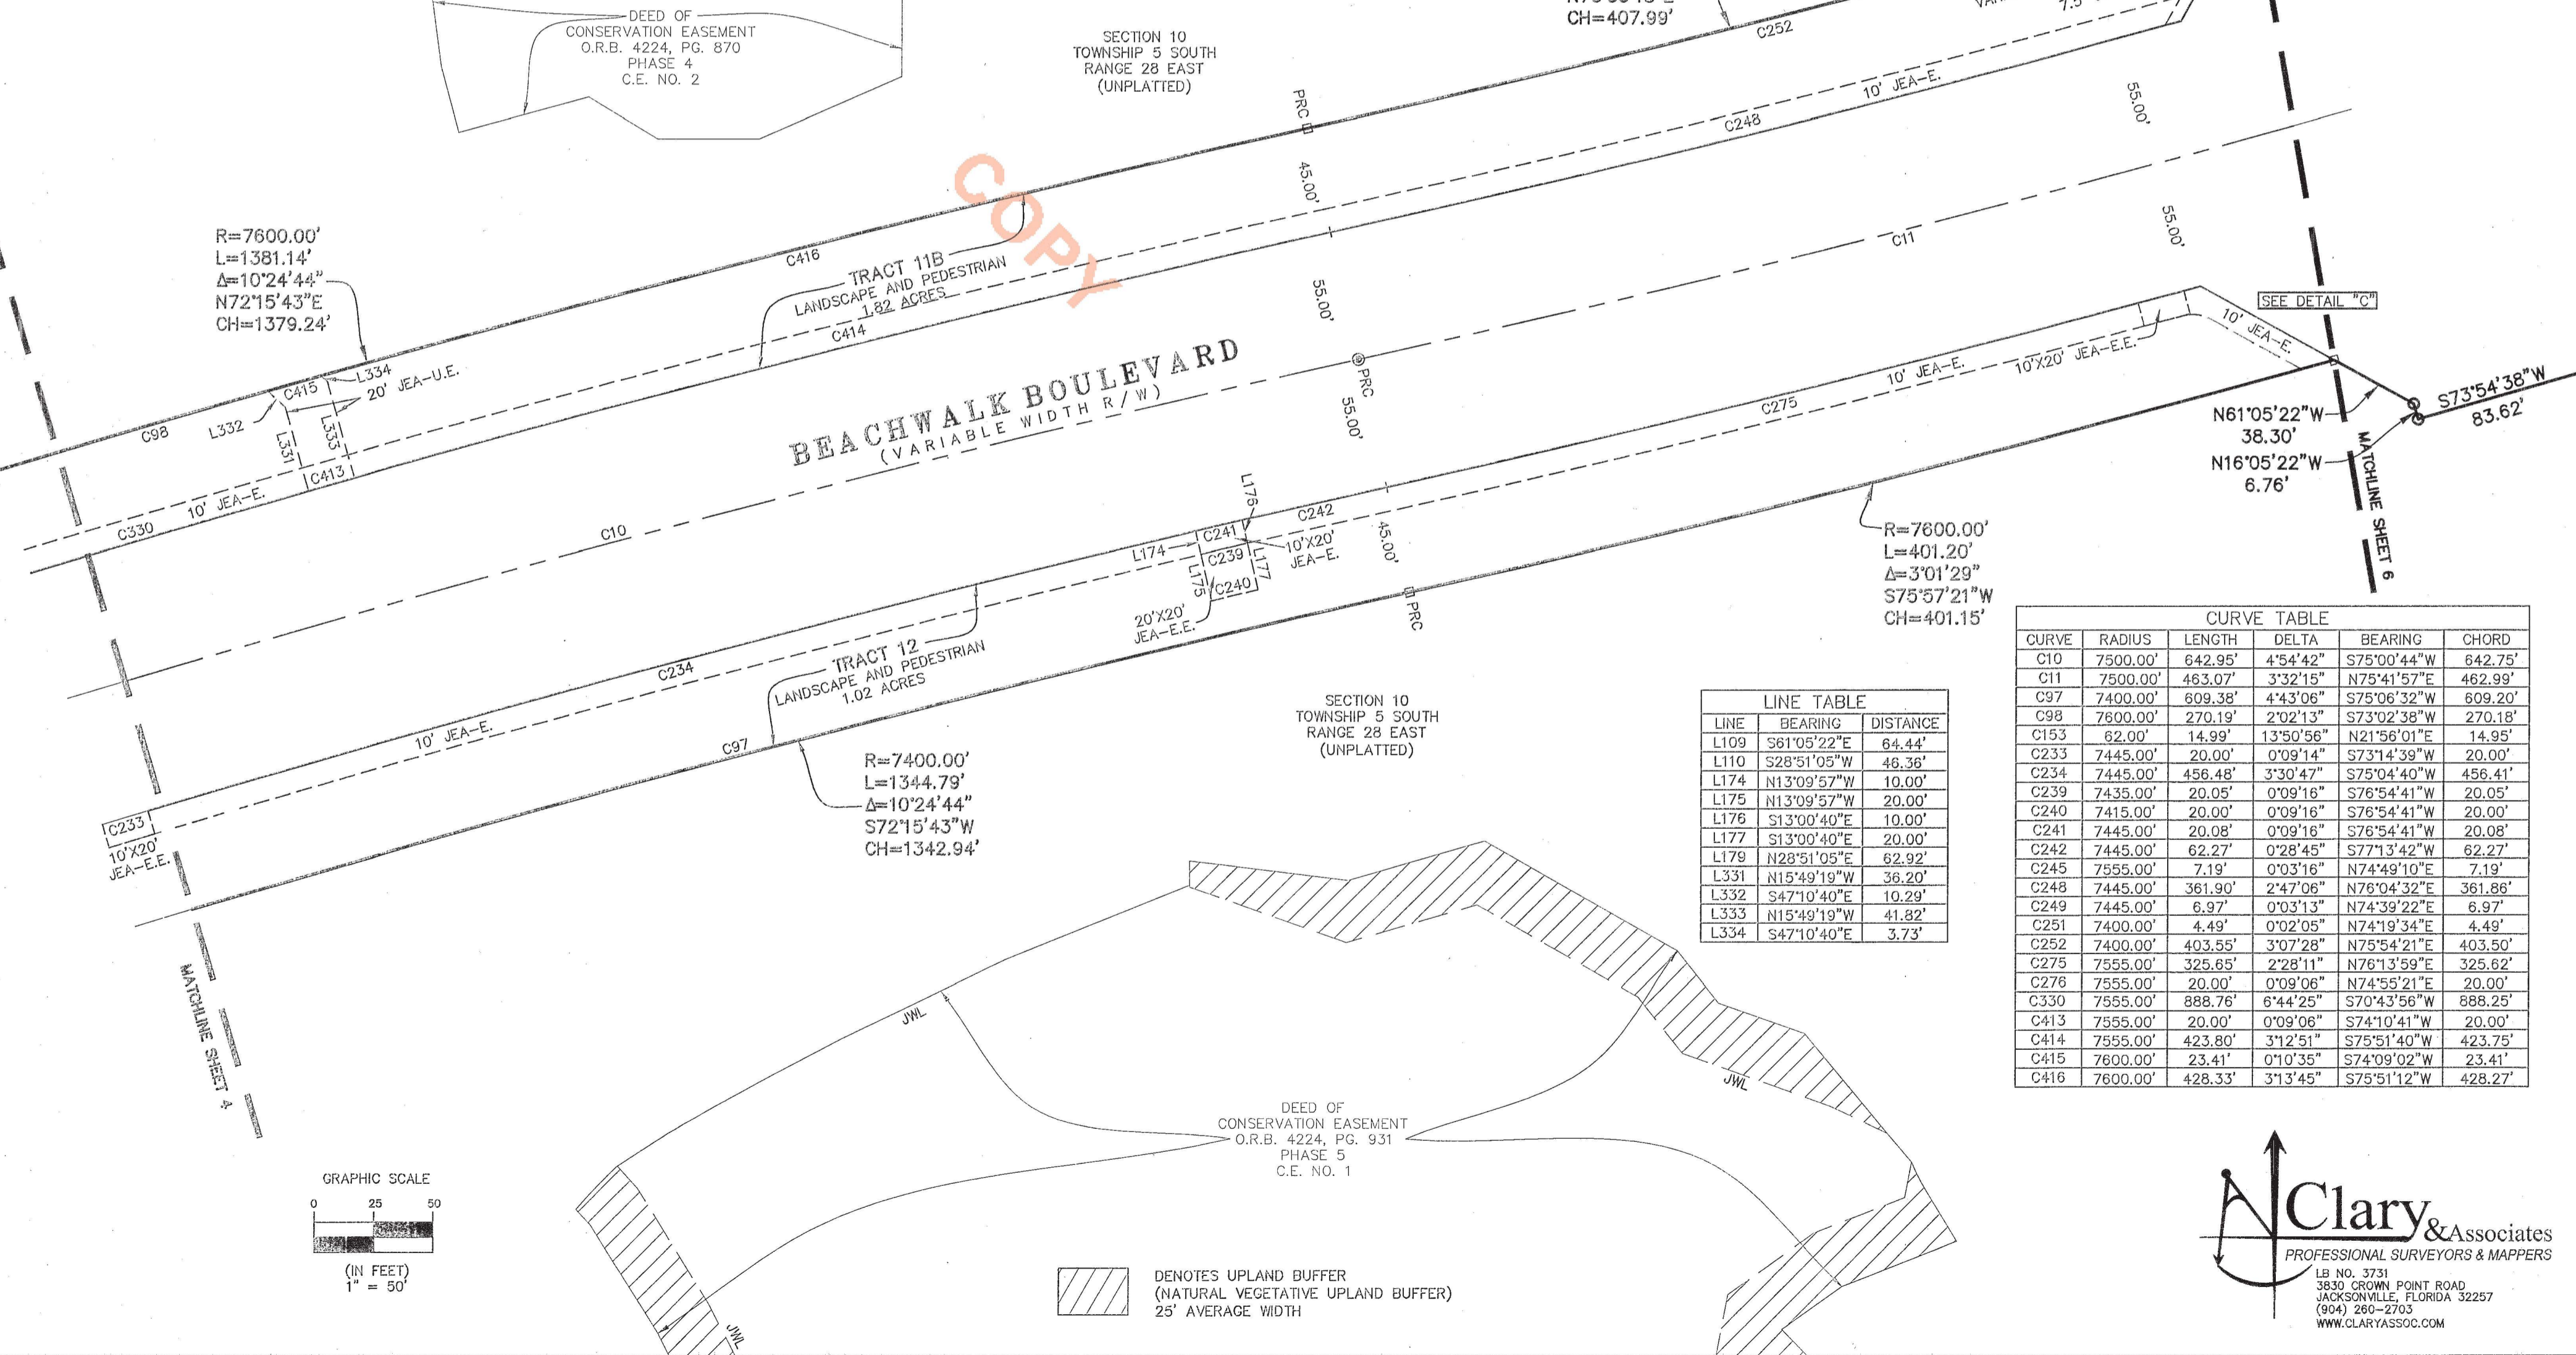 DEED OF
CONSERVATION EASEMENT
O.R.B. 4224, PG. 870
PHASE 4
C.E. NO. 2
SECTION 10
TOWNSHIP 5 SOUTH
RANGE 28 EAST
(UNPLATTED)
CH=407.99'
C252
7.5'
10' JEA-E.
C248
55.00'
PRC
45.00'
COPY
R=7600.00'
L=1381.14'
Δ=10°24'44"
N72°15'43"E
CH=1379.24'
C416
TRACT 11B
LANDSCAPE AND PEDESTRIAN
1.82 ACRES
C414
C11
55.00'
55.00'
SEE DETAIL "C"
10' JEA-E.
C415
L334
20' JEA-U.E.
L332
L331
L333
C98
C413
BEACHWALK BOULEVARD
(VARIABLE WIDTH R/W)
PRC
55.00'
10' JEA-E.
10'X20' JEA-E.E.
C275
S73°54'38"W
83.62'
N61°05'22"W
38.30'
N16°05'22"W
6.76'
MATCHLINE SHEET 6
10' JEA-E.
C330
C10
L176
C242
C241
L174
C239
10'X20'
JEA-E.
L175
L177
C240
20'X20'
JEA-E.E.
45.00'
PRC
R=7600.00'
L=401.20'
Δ=3°01'29"
S75°57'21"W
CH=401.15'
C234
TRACT 12
LANDSCAPE AND PEDESTRIAN
1.02 ACRES
10' JEA-E.
C97
C233
10'X20'
JEA-E.E.
R=7400.00'
L=1344.79'
Δ=10°24'44"
S72°15'43"W
CH=1342.94'
SECTION 10
TOWNSHIP 5 SOUTH
RANGE 28 EAST
(UNPLATTED)
MATCHLINE SHEET 4
LINE TABLE
LINE BEARING DISTANCE
L109 S61°05'22"E 64.44'
L110 S28°51'05"W 46.36'
L174 N13°09'57"W 10.00'
L175 N13°09'57"W 20.00'
L176 S13°00'40"E 10.00'
L177 S13°00'40"E 20.00'
L179 N28°51'05"E 62.92'
L331 N15°49'19"W 36.20'
L332 S47°10'40"E 10.29'
L333 N15°49'19"W 41.82'
L334 S47°10'40"E 3.73'
CURVE TABLE
CURVE RADIUS LENGTH DELTA BEARING CHORD
C10 7500.00' 642.95' 4°54'42" S75°00'44"W 642.75'
C11 7500.00' 463.07' 3°32'15" N75°41'57"E 462.99'
C97 7400.00' 609.38' 4°43'06" S75°06'32"W 609.20'
C98 7600.00' 270.19' 2°02'13" S73°02'38"W 270.18'
C153 62.00' 14.99' 13°50'56" N21°56'01"E 14.95'
C233 7445.00' 20.00' 0°09'14" S73°14'39"W 20.00'
C234 7445.00' 456.48' 3°30'47" S75°04'40"W 456.41'
C239 7435.00' 20.05' 0°09'16" S76°54'41"W 20.05'
C240 7415.00' 20.00' 0°09'16" S76°54'41"W 20.00'
C241 7445.00' 20.08' 0°09'16" S76°54'41"W 20.08'
C242 7445.00' 62.27' 0°28'45" S77°13'42"W 62.27'
C245 7555.00' 7.19' 0°03'16" N74°49'10"E 7.19'
C248 7445.00' 361.90' 2°47'06" N76°04'32"E 361.86'
C249 7445.00' 6.97' 0°03'13" N74°39'22"E 6.97'
C251 7400.00' 4.49' 0°02'05" N74°19'34"E 4.49'
C252 7400.00' 403.55' 3°07'28" N75°54'21"E 403.50'
C275 7555.00' 325.65' 2°28'11" N76°13'59"E 325.62'
C276 7555.00' 20.00' 0°09'06" N74°55'21"E 20.00'
C330 7555.00' 888.76' 6°44'25" S70°43'56"W 888.25'
C413 7555.00' 20.00' 0°09'06" S74°10'41"W 20.00'
C414 7555.00' 423.80' 3°12'51" S75°51'40"W 423.75'
C415 7600.00' 23.41' 0°10'35" S74°09'02"W 23.41'
C416 7600.00' 428.33' 3°13'45" S75°51'12"W 428.27'
JWL
JWL
JWL
DEED OF
CONSERVATION EASEMENT
O.R.B. 4224, PG. 931
PHASE 5
C.E. NO. 1
GRAPHIC SCALE
0 25 50
(IN FEET)
1" = 50'
DENOTES UPLAND BUFFER
(NATURAL VEGETATIVE UPLAND BUFFER)
25' AVERAGE WIDTH
Clary
&Associates
PROFESSIONAL SURVEYORS & MAPPERS
LB NO. 3731
3830 CROWN POINT ROAD
JACKSONVILLE, FLORIDA 32257
(904) 260-2703
WWW.CLARYASSOC.COM